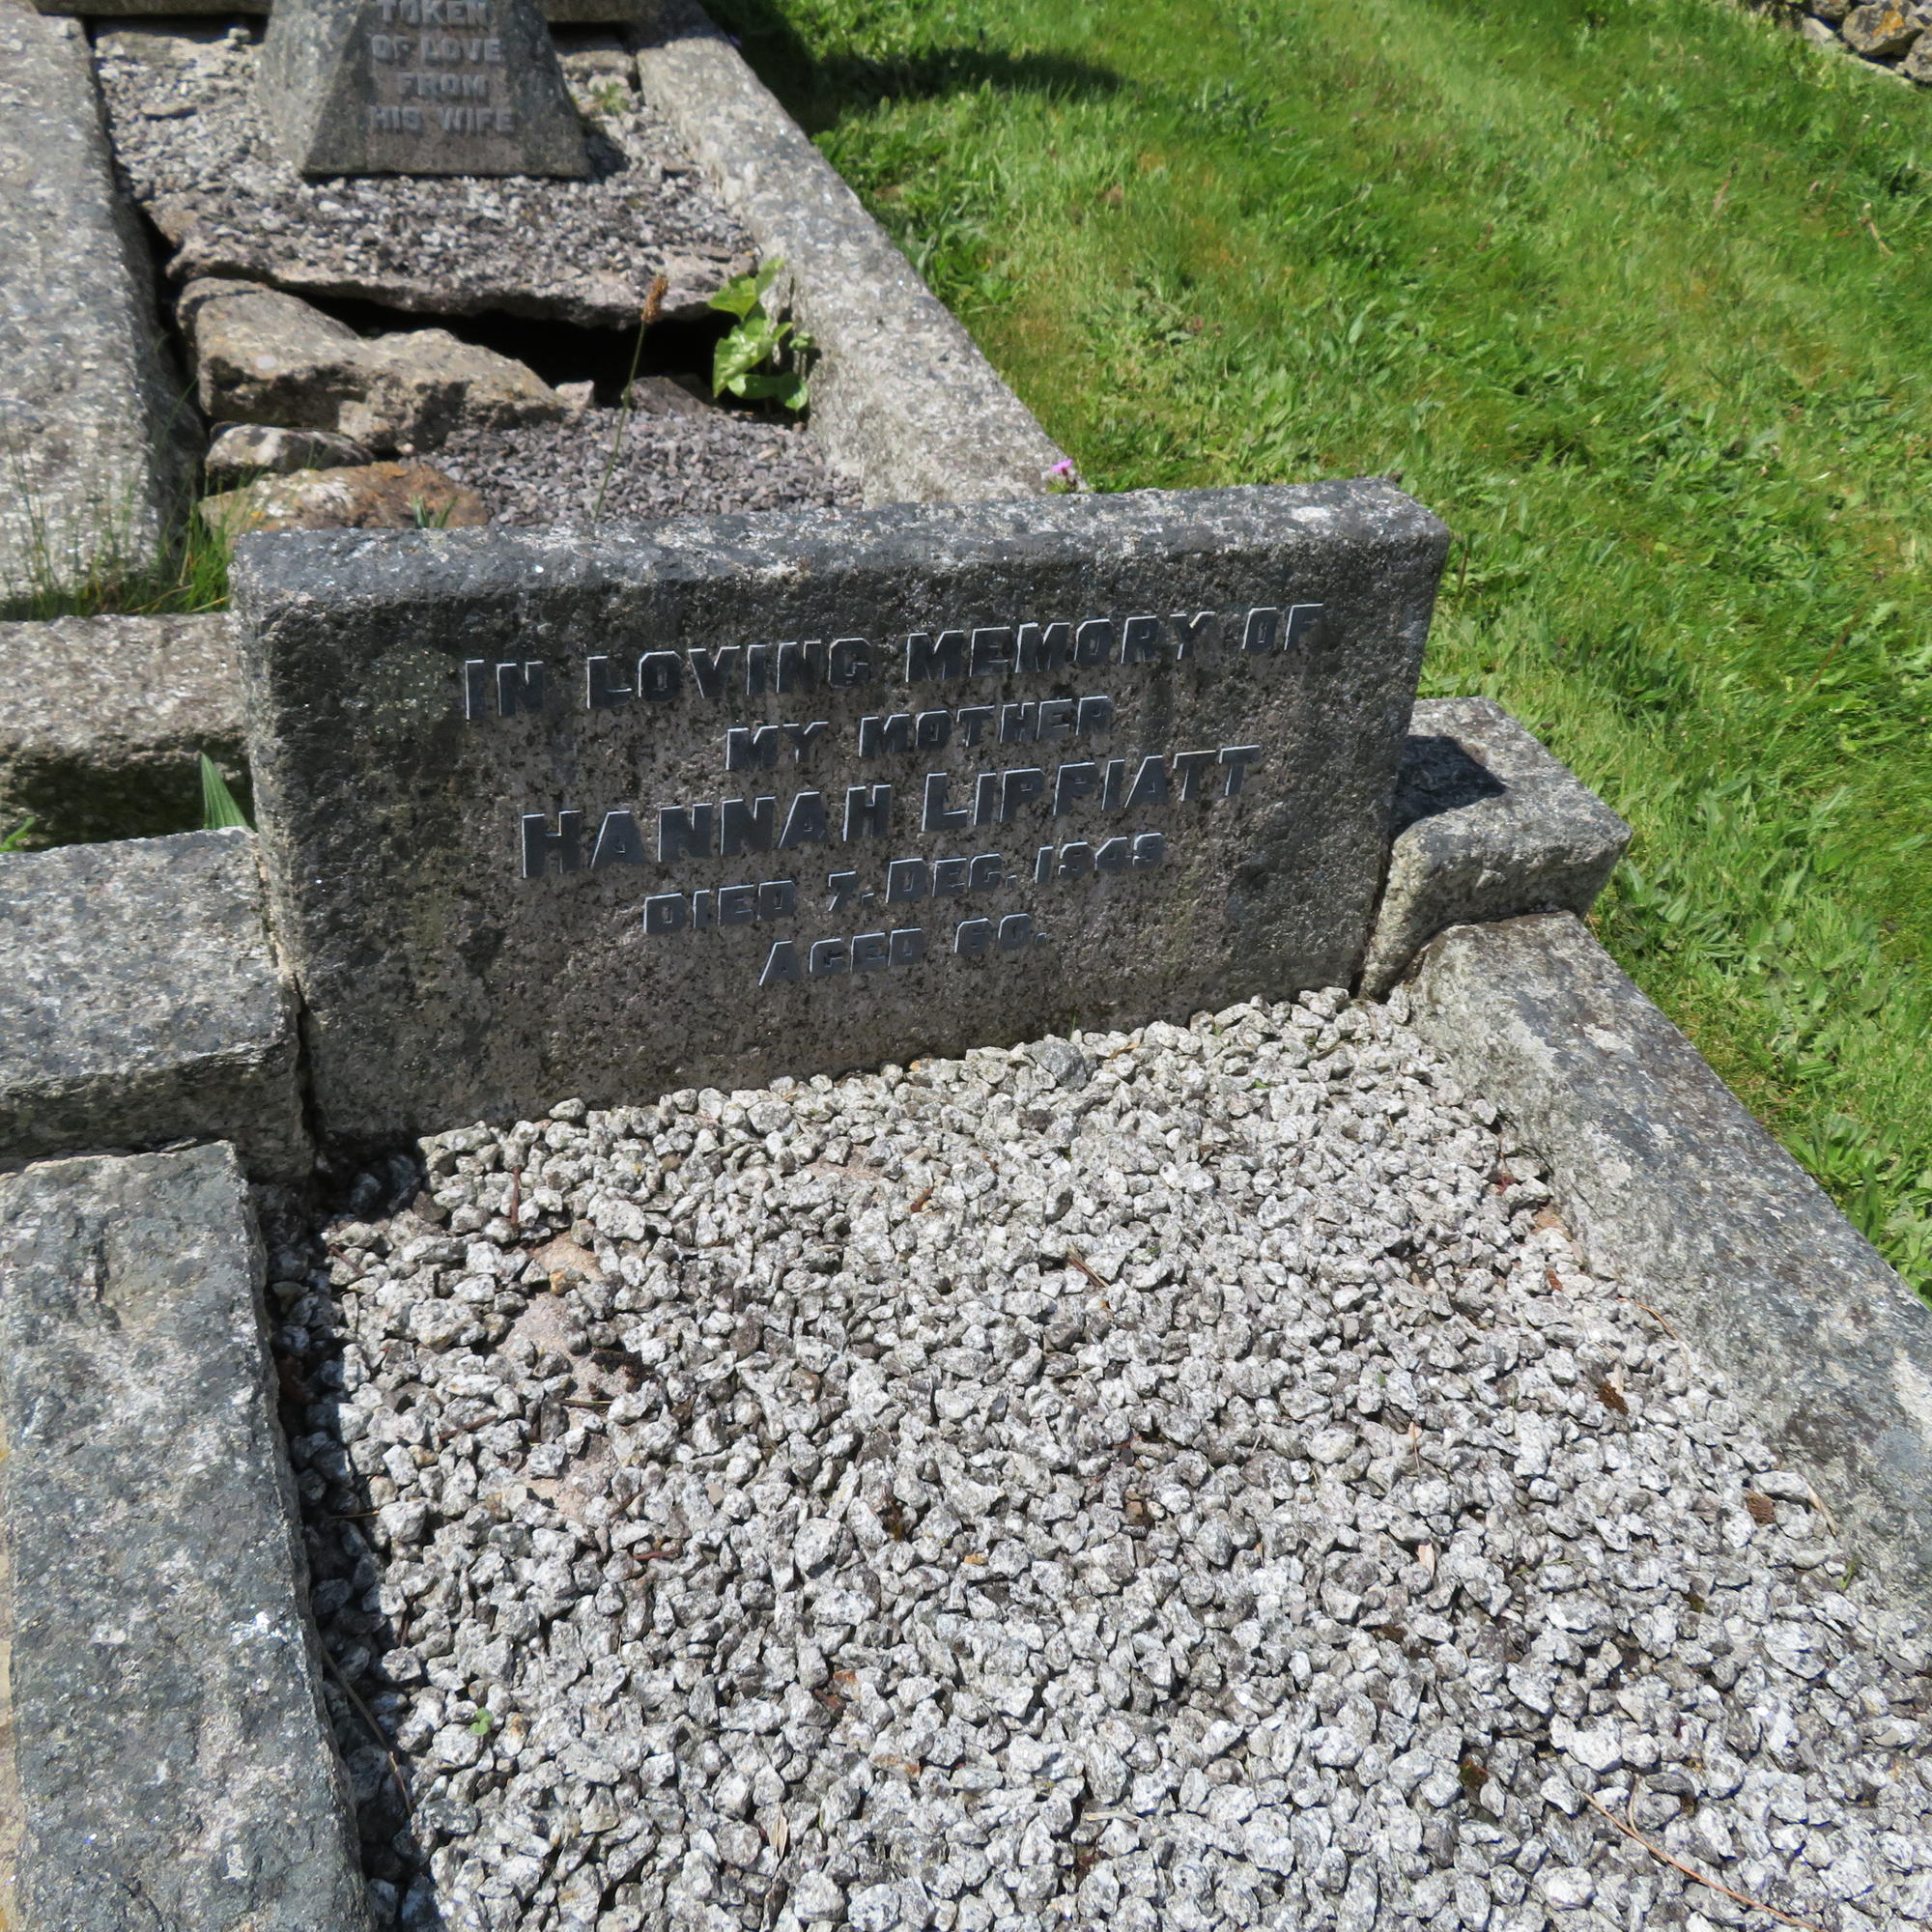 TOKEN
OF LOVE
FROM
HIS WIFE
IN LOVING MEMORY OF
MY MOTHER
HANNAH LIPPIATT
DIED 7. DEC. 1949
AGED 60.